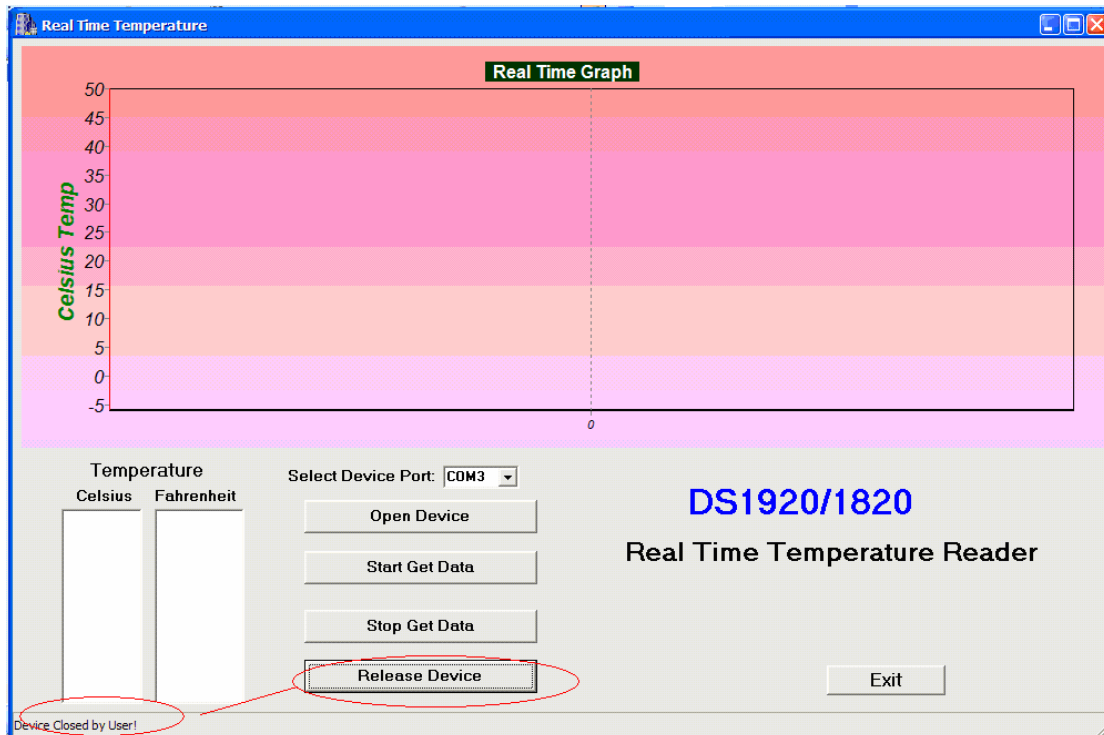 Real Time Temperature
Real Time Graph
Celsius Temp
50
45
40
35
30
25
20
15
10
5
0
-5
0
Temperature
Celsius Fahrenheit
Select Device Port: COM3
Open Device
Start Get Data
Stop Get Data
Release Device
DS1920/1820
Real Time Temperature Reader
Exit
Device Closed by User!